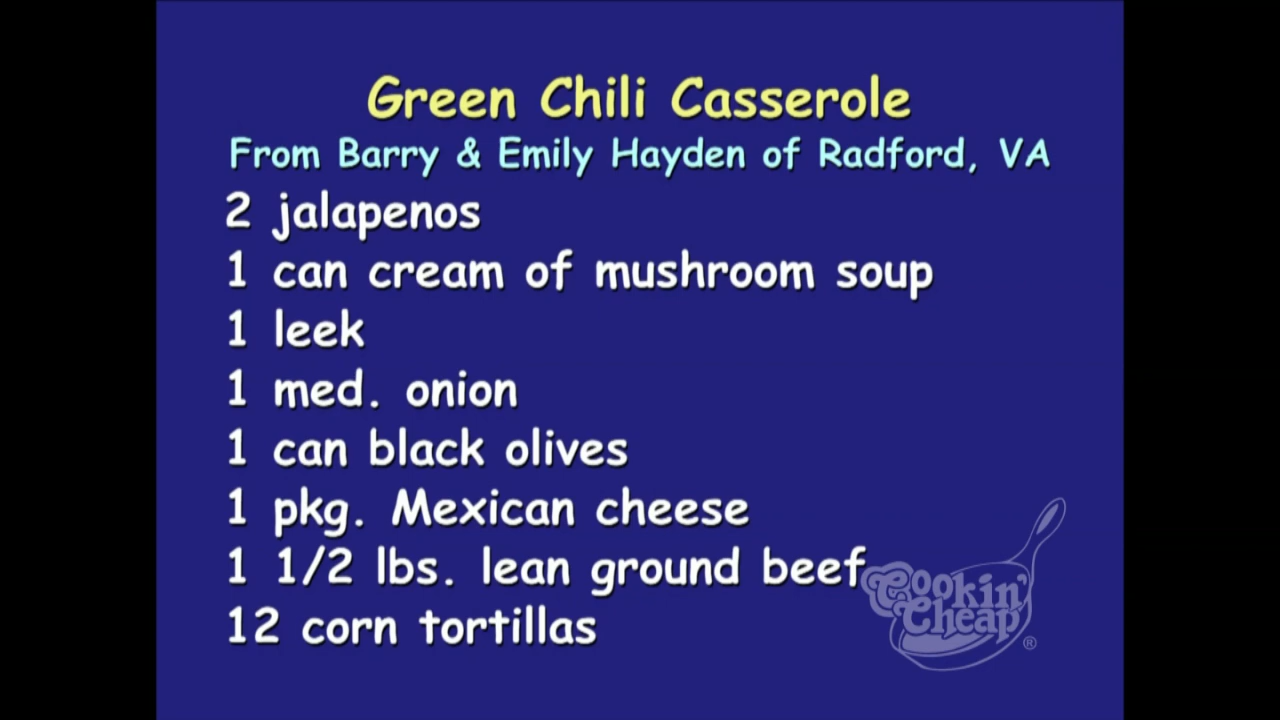 Green Chili Casserole
From Barry & Emily Hayden of Radford, VA
2 jalapenos
1 can cream of mushroom soup
1 leek
1 med. onion
1 can black olives
1 pkg. Mexican cheese
1 1/2 lbs. lean ground beef
12 corn tortillas
Cookin'
Cheap
®